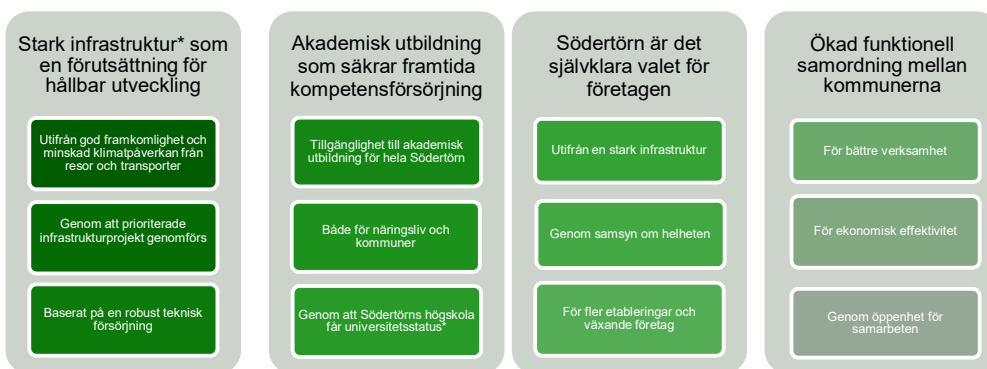 Stark infrastruktur* som
en förutsättning för
hållbar utveckling
Utifrån god framkomlighet och
minskad klimatpåverkan från
resor och transporter
Genom att prioriterade
infrastrukturprojekt genomförs
Baserat på en robust teknisk
försörjning
Akademisk utbildning
som säkrar framtida
kompetensförsörjning
Tillgänglighet till akademisk
utbildning för hela Södertörn
Både för näringsliv och
kommuner
Genom att Södertörns högskola
får universitetsstatus*
Södertörn är det
självklara valet för
företagen
Utifrån en stark infrastruktur
Genom samsyn om helheten
För fler etableringar och
växande företag
Ökad funktionell
samordning mellan
kommunerna
För bättre verksamhet
För ekonomisk effektivitet
Genom öppenhet för
samarbeten